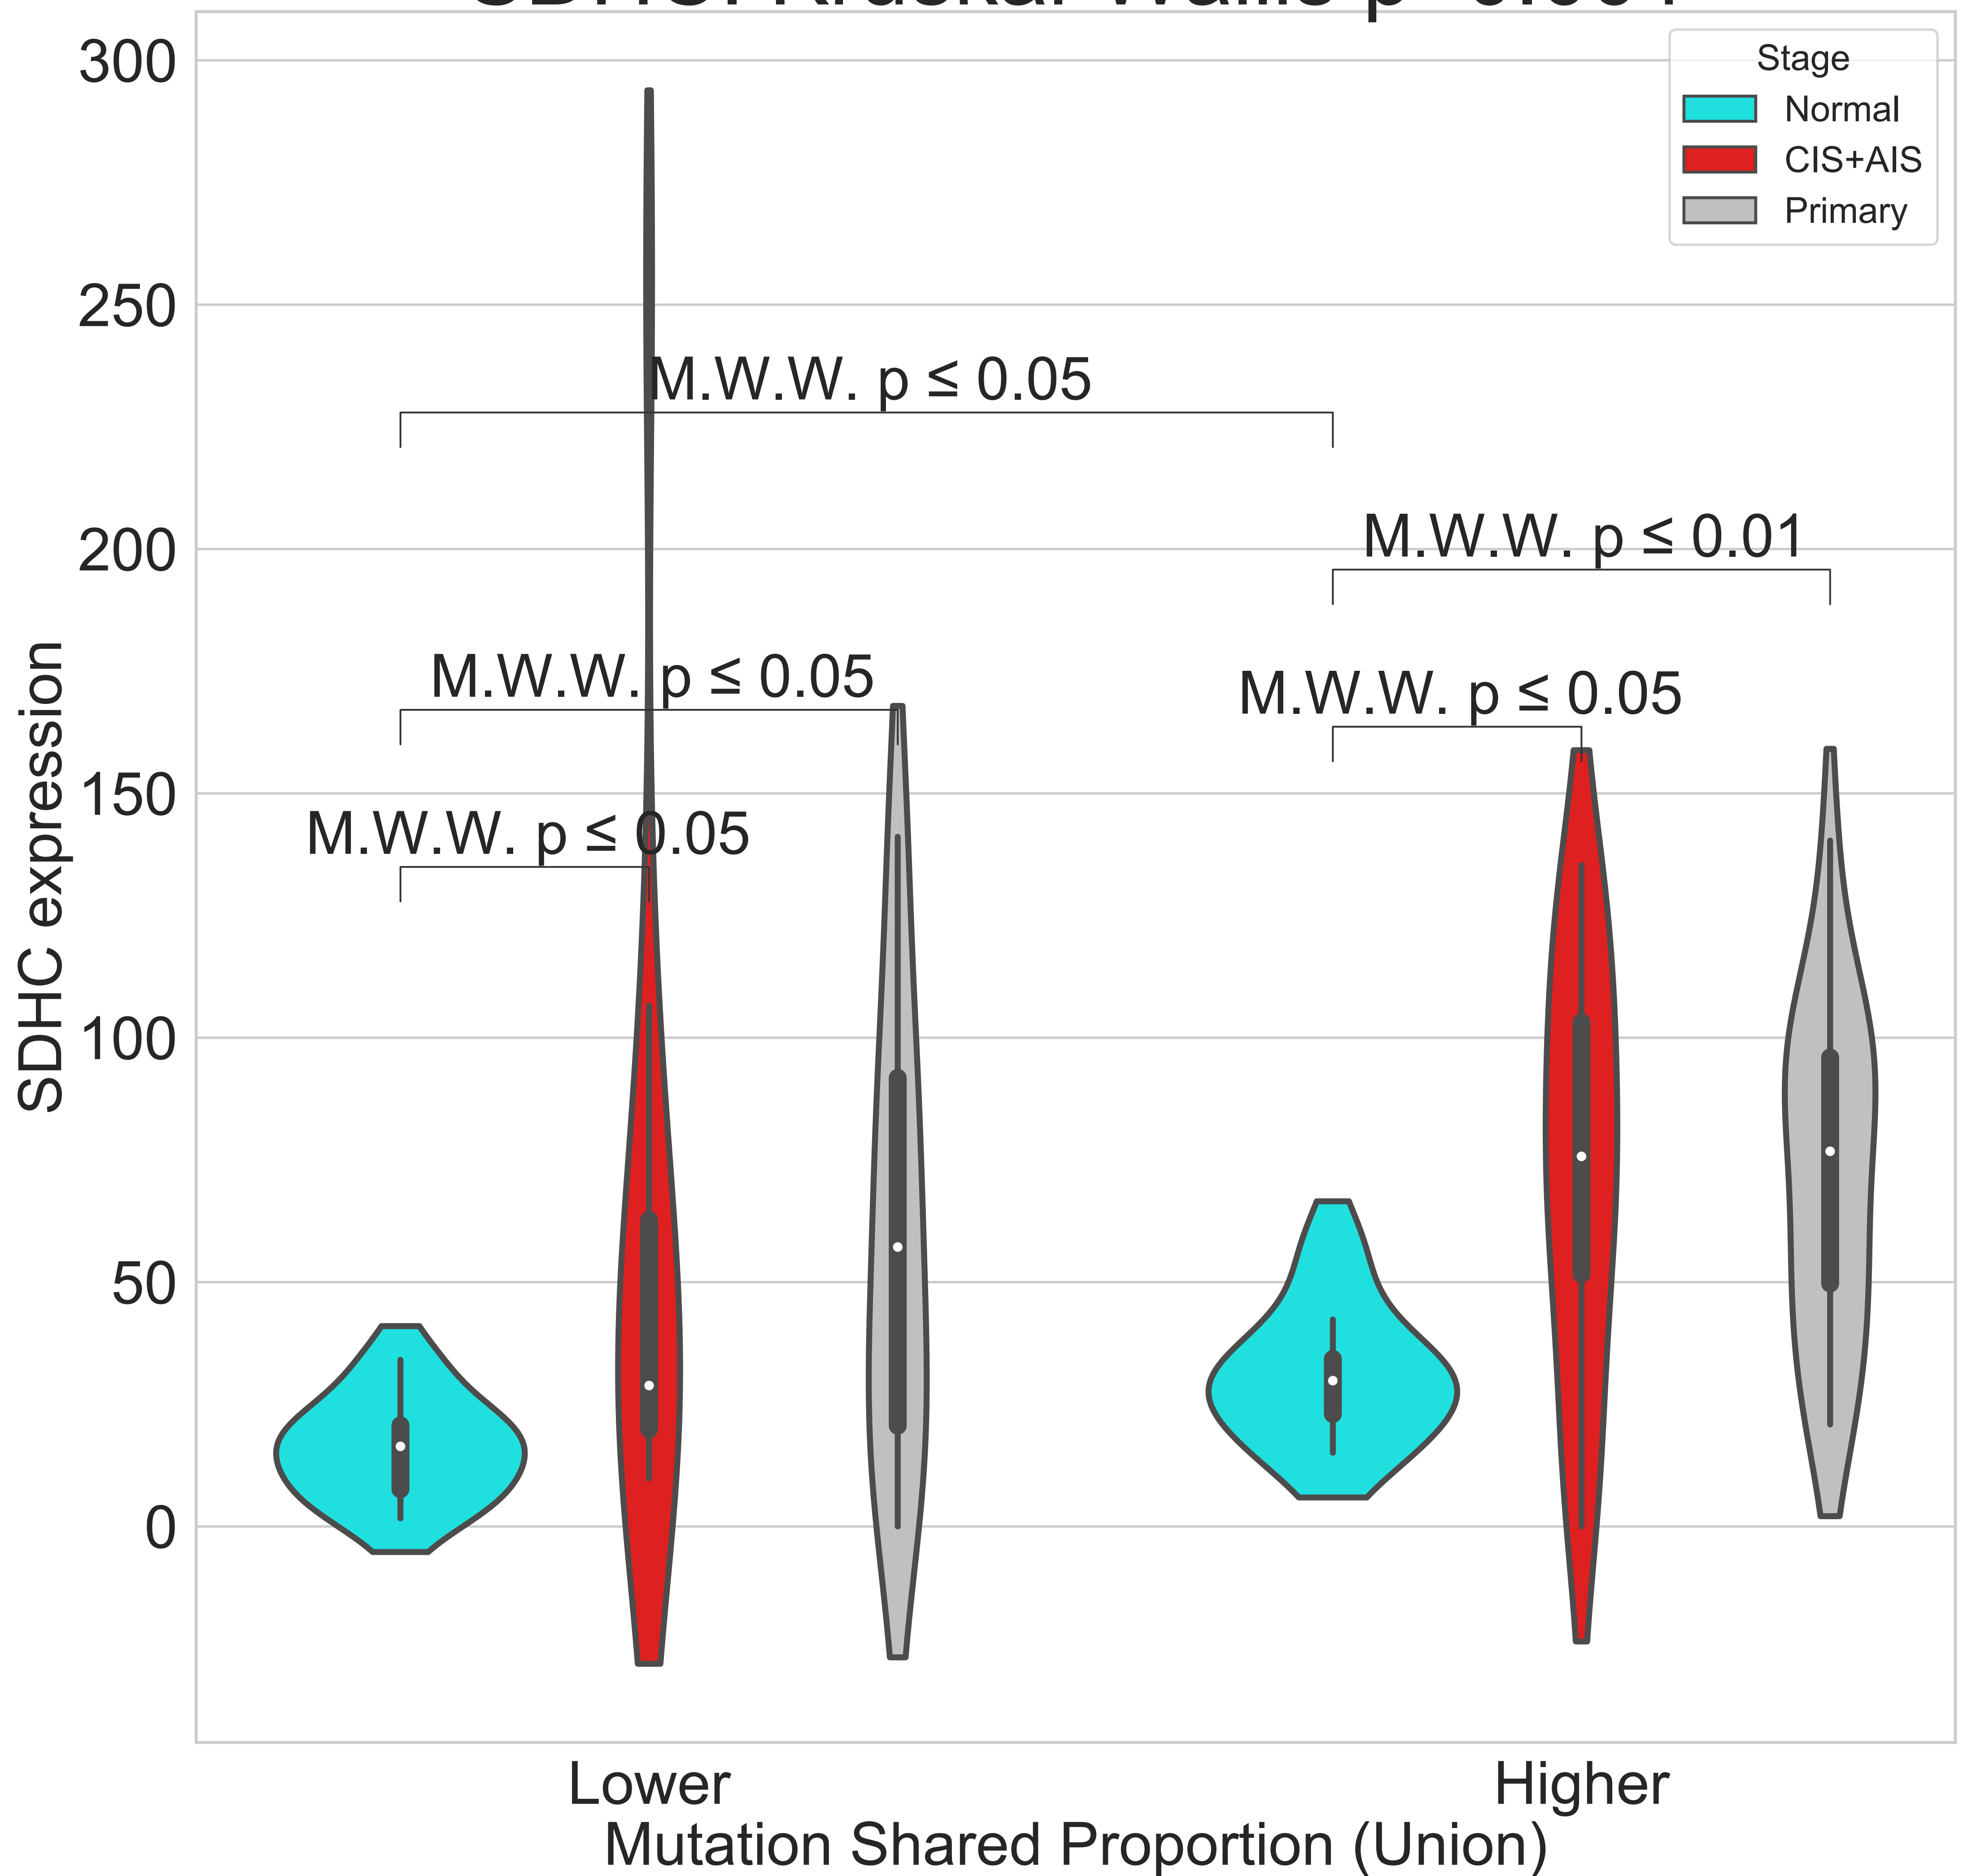 300
250
200
150
100
50
0
SDHC expression
Stage
Normal
CIS+AIS
Primary
M.W.W. p ≤ 0.05
M.W.W. p ≤ 0.01
M.W.W. p ≤ 0.05
M.W.W. p ≤ 0.05
M.W.W. p ≤ 0.05
Lower
Higher
Mutation Shared Proportion (Union)